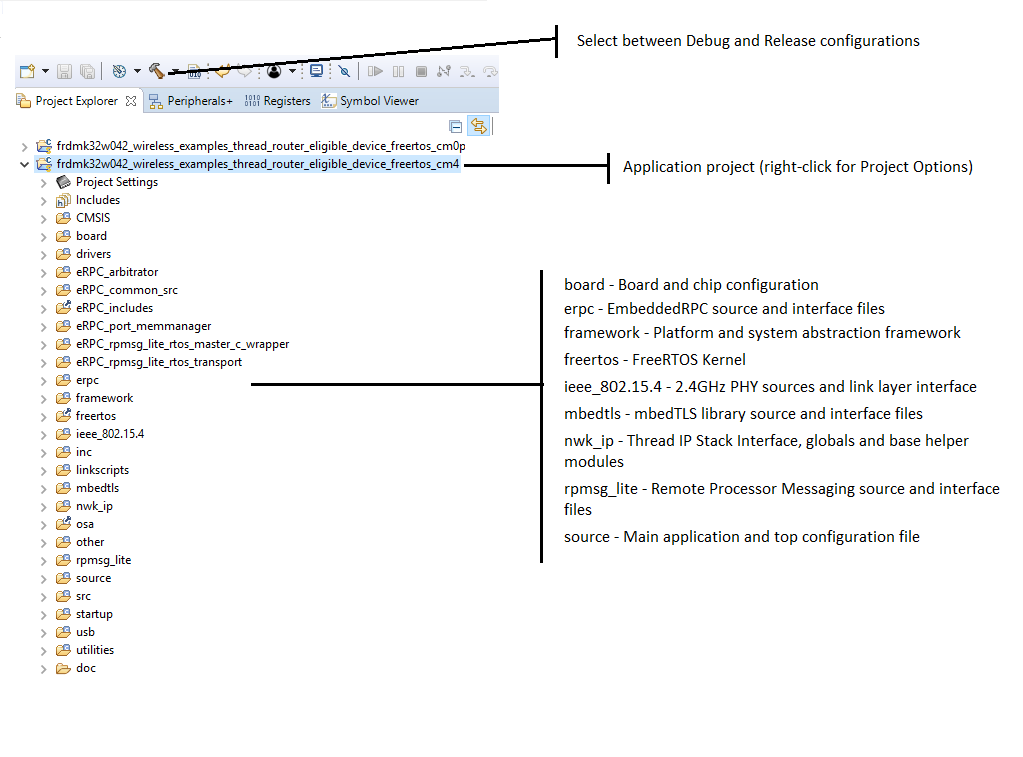 Select between Debug and Release configurations
010
Project Explorer
Peripherals+
1010 0101 Registers
Symbol Viewer
frdmk32w042_wireless_examples_thread_router_eligible_device_freertos_cm0p
frdmk32w042_wireless_examples_thread_router_eligible_device_freertos_cm4
Application project (right-click for Project Options)
Project Settings
Includes
CMSIS
board
drivers
eRPC_arbitrator
eRPC_common_src
eRPC_includes
eRPC_port_memmanager
eRPC_rpmsg_lite_rtos_master_c_wrapper
eRPC_rpmsg_lite_rtos_transport
erpc
framework
freertos
ieee_802.15.4
inc
linkscripts
mbedtls
nwk_ip
osa
other
rpmsg_lite
source
src
startup
usb
utilities
doc
board - Board and chip configuration
erpc - EmbeddedRPC source and interface files
framework - Platform and system abstraction framework
freertos - FreeRTOS Kernel
ieee_802.15.4 - 2.4GHz PHY sources and link layer interface
mbedtls - mbedTLS library source and interface files
nwk_ip - Thread IP Stack Interface, globals and base helper
modules
rpmsg_lite - Remote Processor Messaging source and interface
files
source - Main application and top configuration file